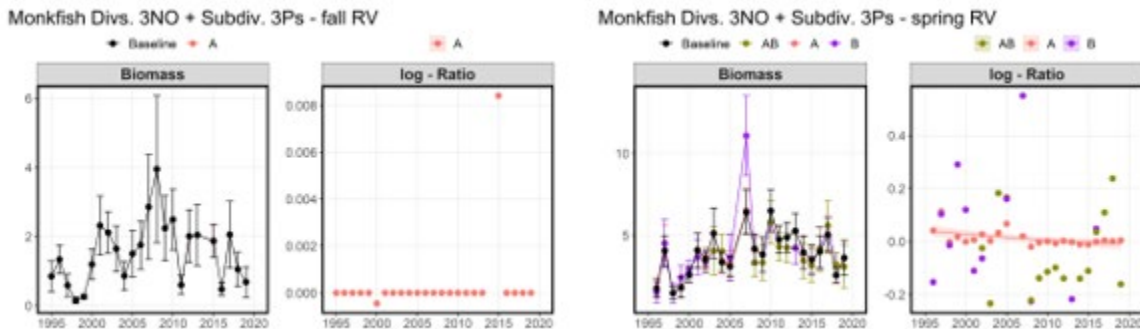 Monkfish Divs. 3NO + Subdiv. 3Ps - fall RV
Baseline A
A
Biomass
log - Ratio
6
4
2
0
1995 2000 2005 2010 2015 2020
0.008
0.006
0.004
0.002
0.000
1995 2000 2005 2010 2015 2020
Monkfish Divs. 3NO + Subdiv. 3Ps - spring RV
Baseline AB A B
AB A B
Biomass
log - Ratio
10
5
1995 2000 2005 2010 2015 2020
0.4
0.2
0.0
-0.2
1995 2000 2005 2010 2015 2020